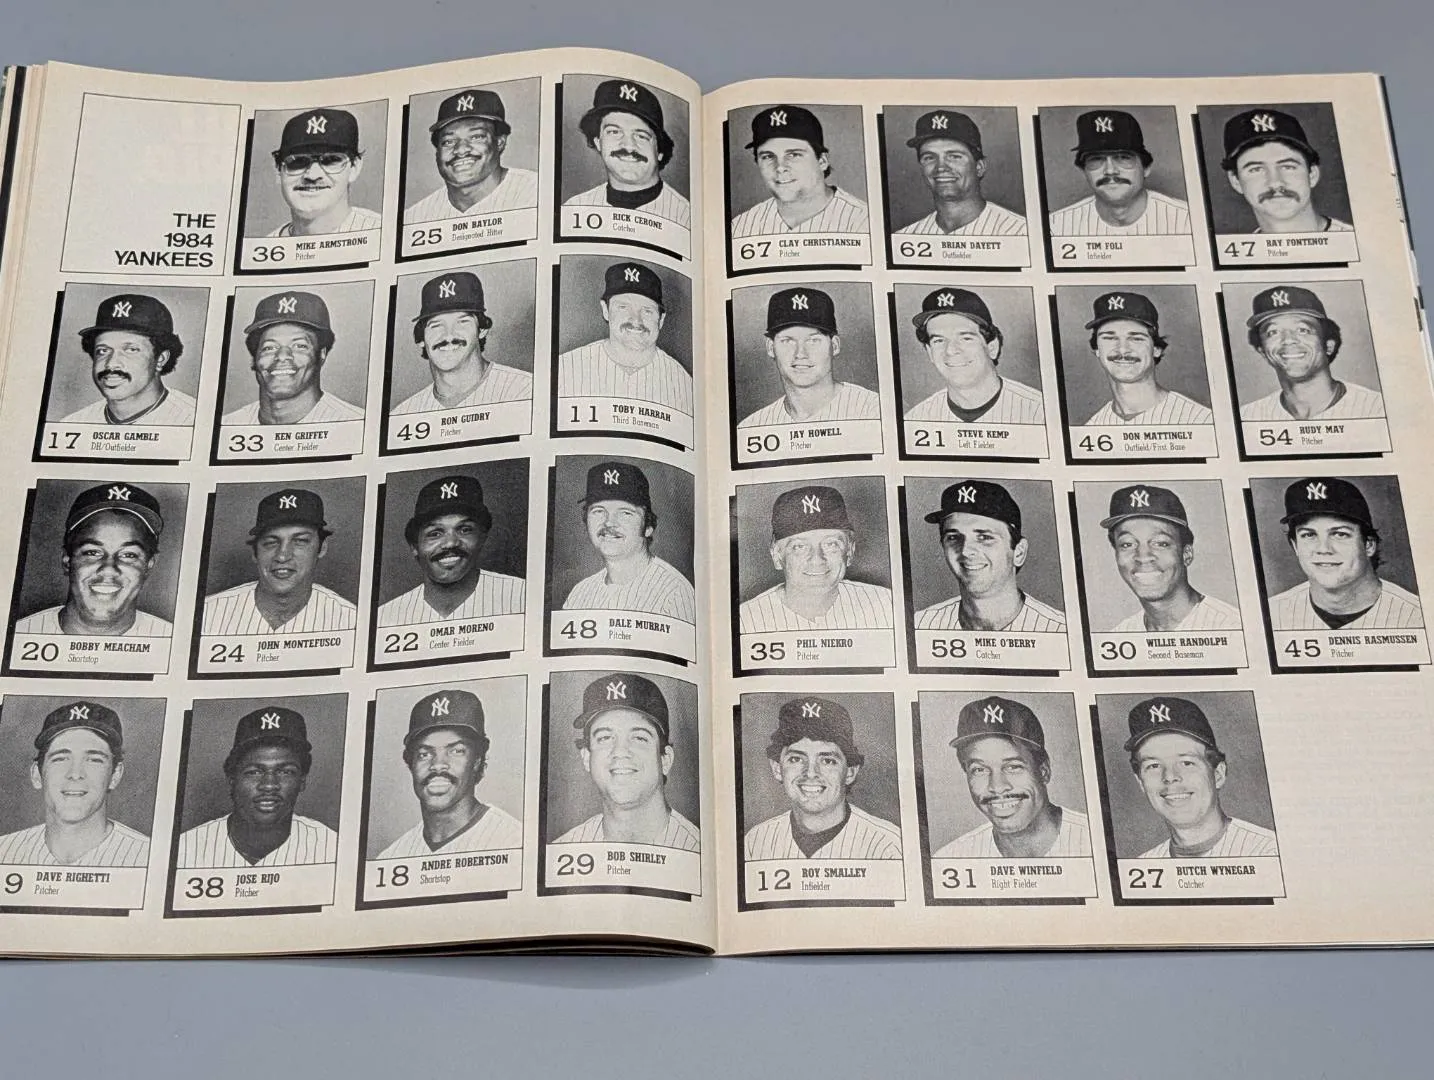 THE
1984
YANKEES
36 MIKE ARMSTRONG
Pitcher
25 DON BAYLOR
Designated Hitter
10 RICK CERONE
Catcher
17 OSCAR GAMBLE
DH/Outfielder
33 KEN GRIFFEY
Center Fielder
49 RON GUIDRY
Pitcher
11 TOBY HARRAH
Third Baseman
20 BOBBY MEACHAM
Shortstop
24 JOHN MONTEFUSCO
Pitcher
22 OMAR MORENO
Center Fielder
48 DALE MURRAY
Pitcher
9 DAVE RIGHETTI
Pitcher
38 JOSE RIJO
Pitcher
18 ANDRE ROBERTSON
Shortstop
29 BOB SHIRLEY
Pitcher
67 CLAY CHRISTIANSEN
Pitcher
62 BRIAN DAYETT
Outfielder
2 TIM FOLI
Infielder
47 RAY FONTENOT
Pitcher
50 JAY HOWELL
Pitcher
21 STEVE KEMP
Left Fielder
46 DON MATTINGLY
Outfield/First Base
54 RUDY MAY
Pitcher
35 PHIL NIEKRO
Pitcher
58 MIKE O'BERRY
Catcher
30 WILLIE RANDOLPH
Second Baseman
45 DENNIS RASMUSSEN
Pitcher
12 ROY SMALLEY
Infielder
31 DAVE WINFIELD
Right Fielder
27 BUTCH WYNEGAR
Catcher